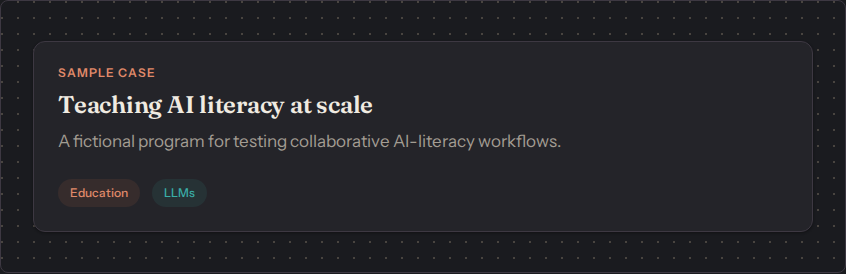 SAMPLE CASE
Teaching AI literacy at scale
A fictional program for testing collaborative AI-literacy workflows.
Education
LLMs